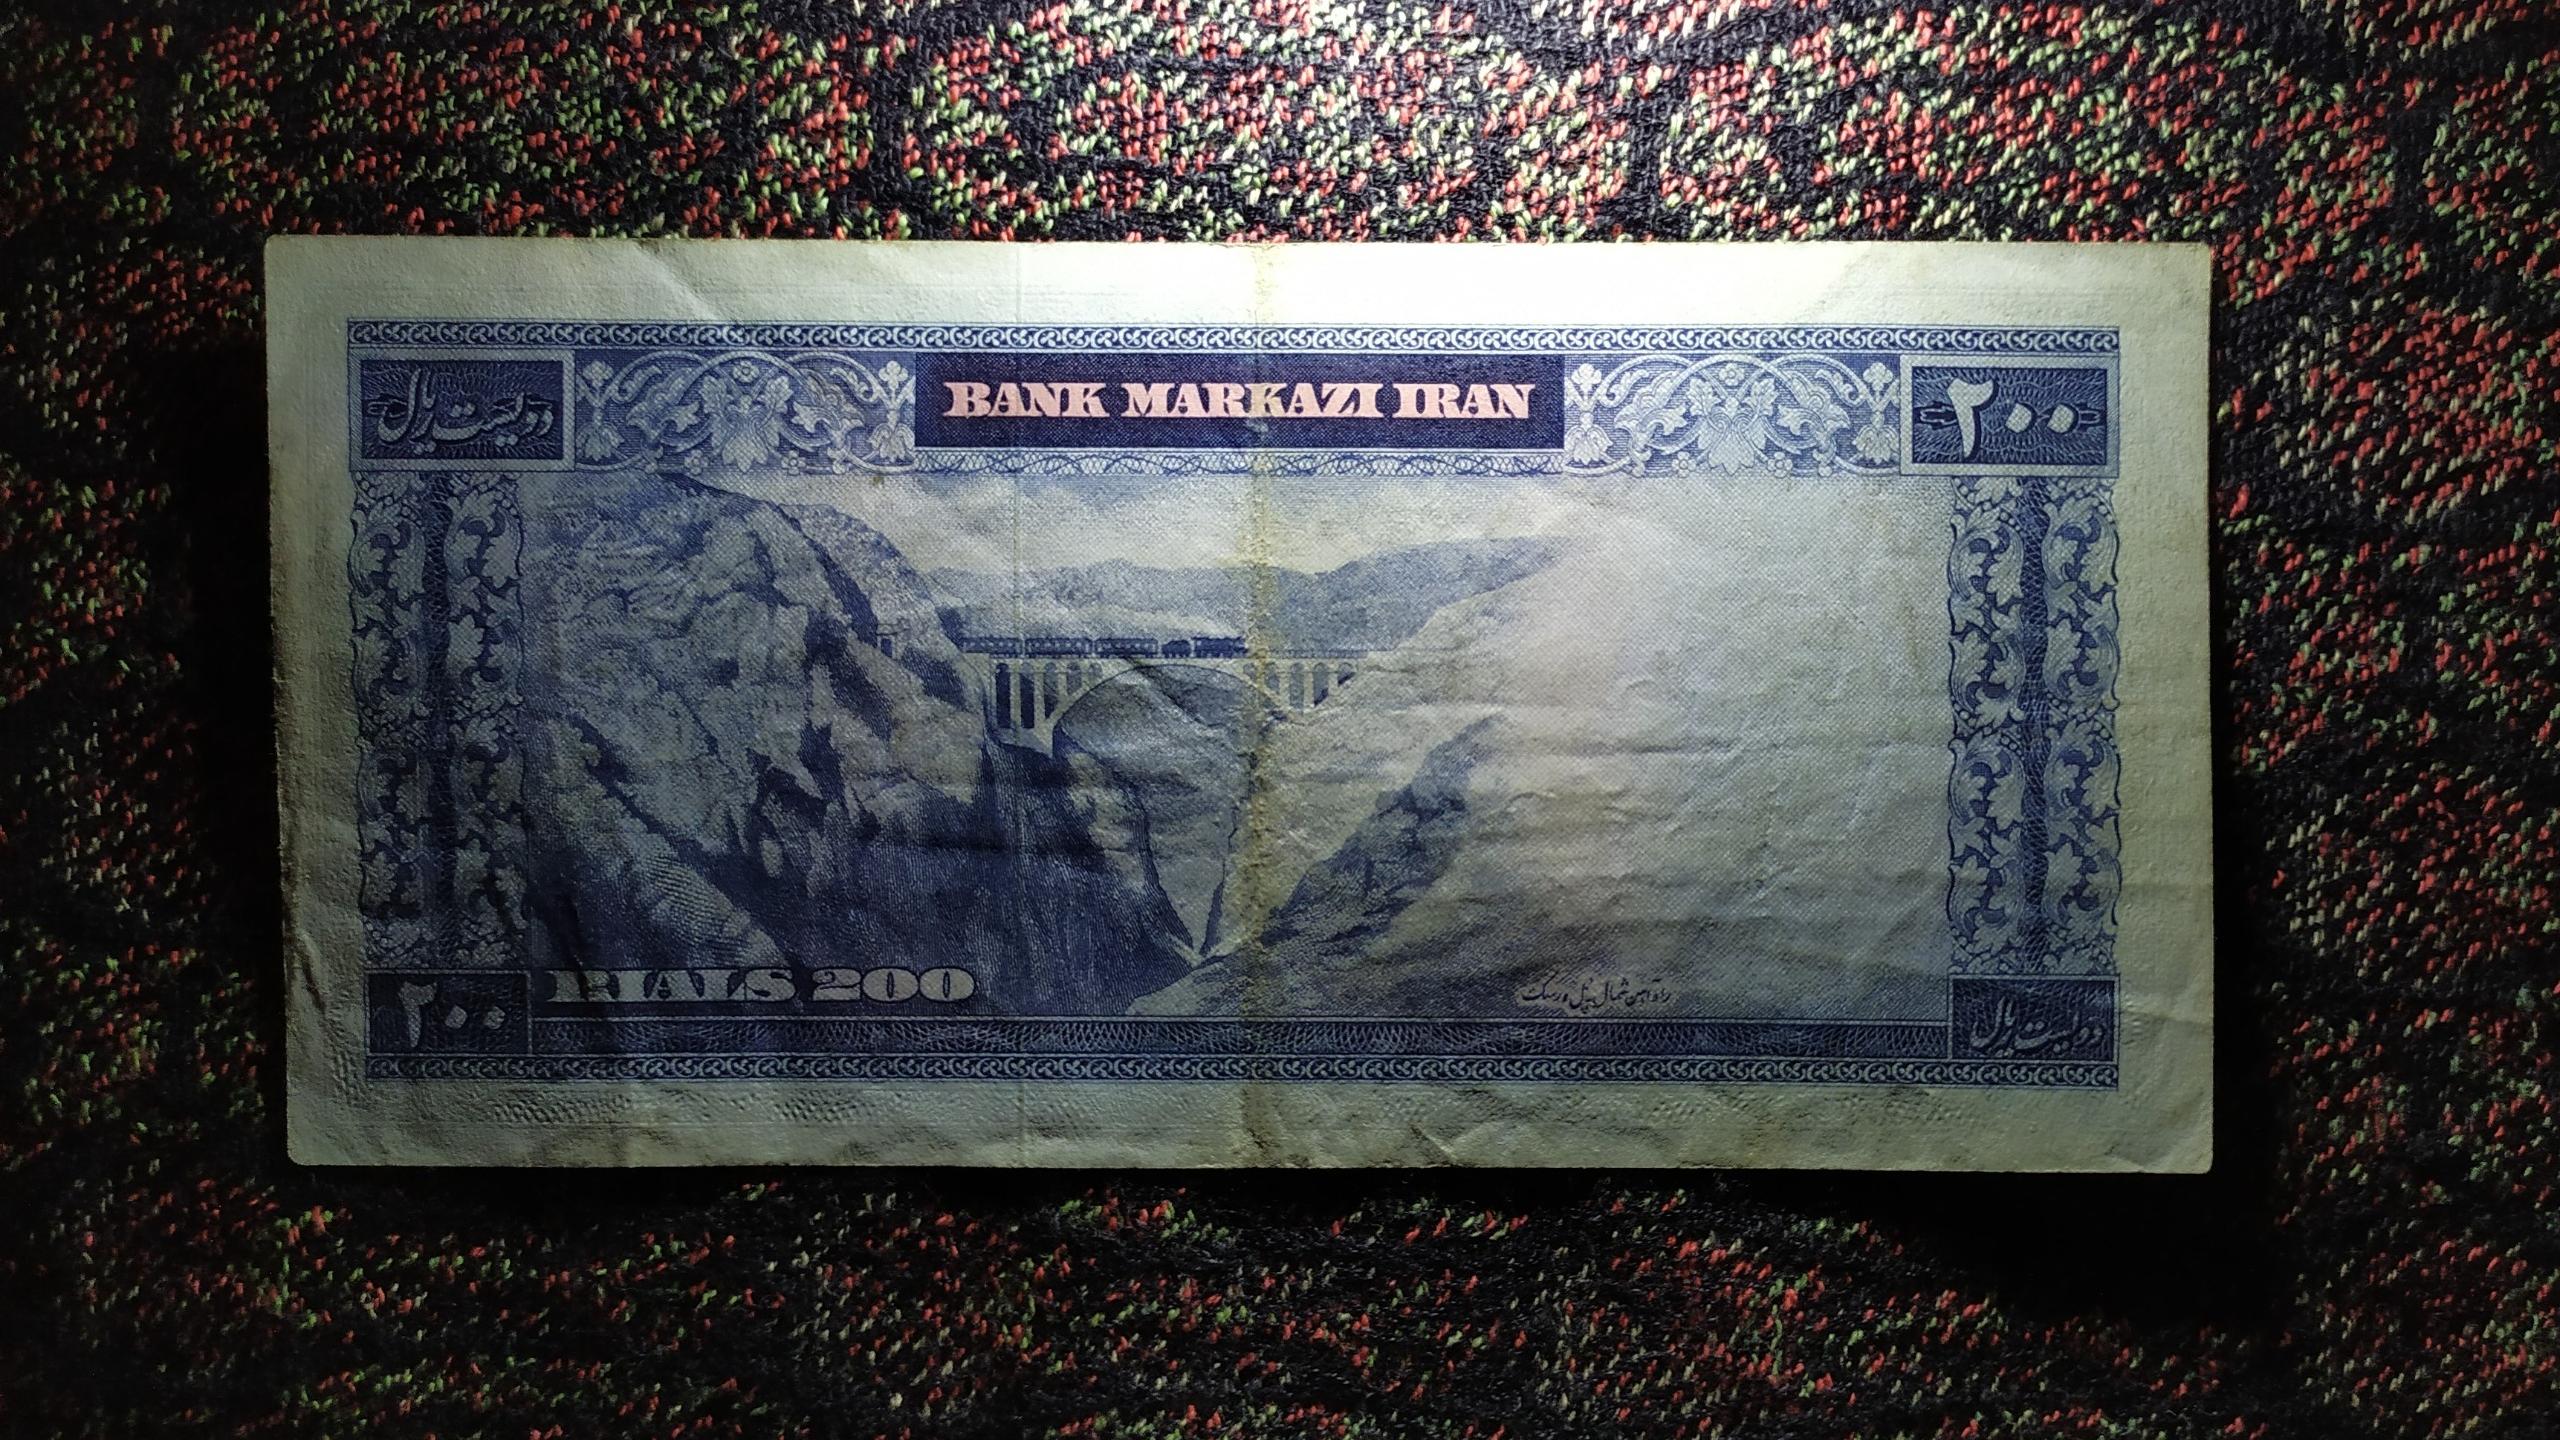 دویست ریال
BANK MARKAZI IRAN
۲۰۰
RIALS 200
راه آهن شمال پل ورسک
۲۰۰
دویست ریال